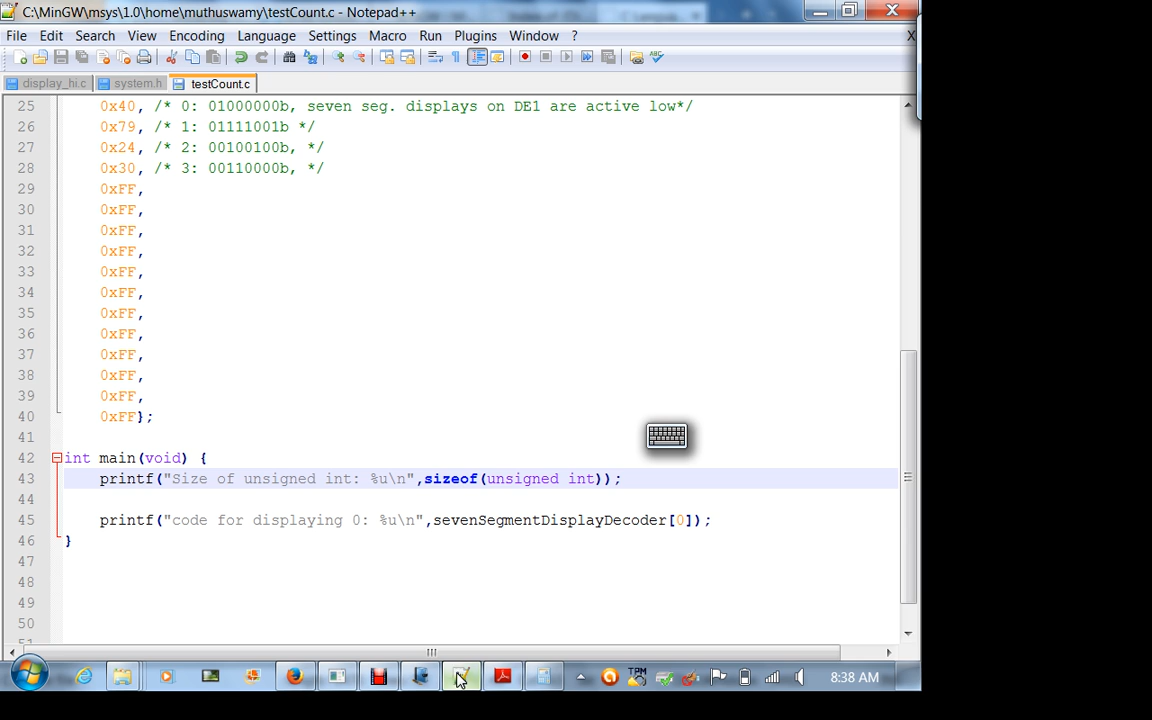 C:\MinGW\msys\1.0\home\muthuswamy\testCount.c - Notepad++
File Edit Search View Encoding Language Settings Macro Run Plugins Window ? X
display_hi.c system.h testCount.c
25 0x40, /* 0: 01000000b, seven seg. displays on DE1 are active low*/
26 0x79, /* 1: 01111001b */
27 0x24, /* 2: 00100100b, */
28 0x30, /* 3: 00110000b, */
29 0xFF,
30 0xFF,
31 0xFF,
32 0xFF,
33 0xFF,
34 0xFF,
35 0xFF,
36 0xFF,
37 0xFF,
38 0xFF,
39 0xFF,
40 0xFF};
41
42 int main(void) {
43 printf("Size of unsigned int: %u\n",sizeof(unsigned int));
44
45 printf("code for displaying 0: %u\n",sevenSegmentDisplayDecoder[0]);
46 }
47
48
49
50
51
8:38 AM